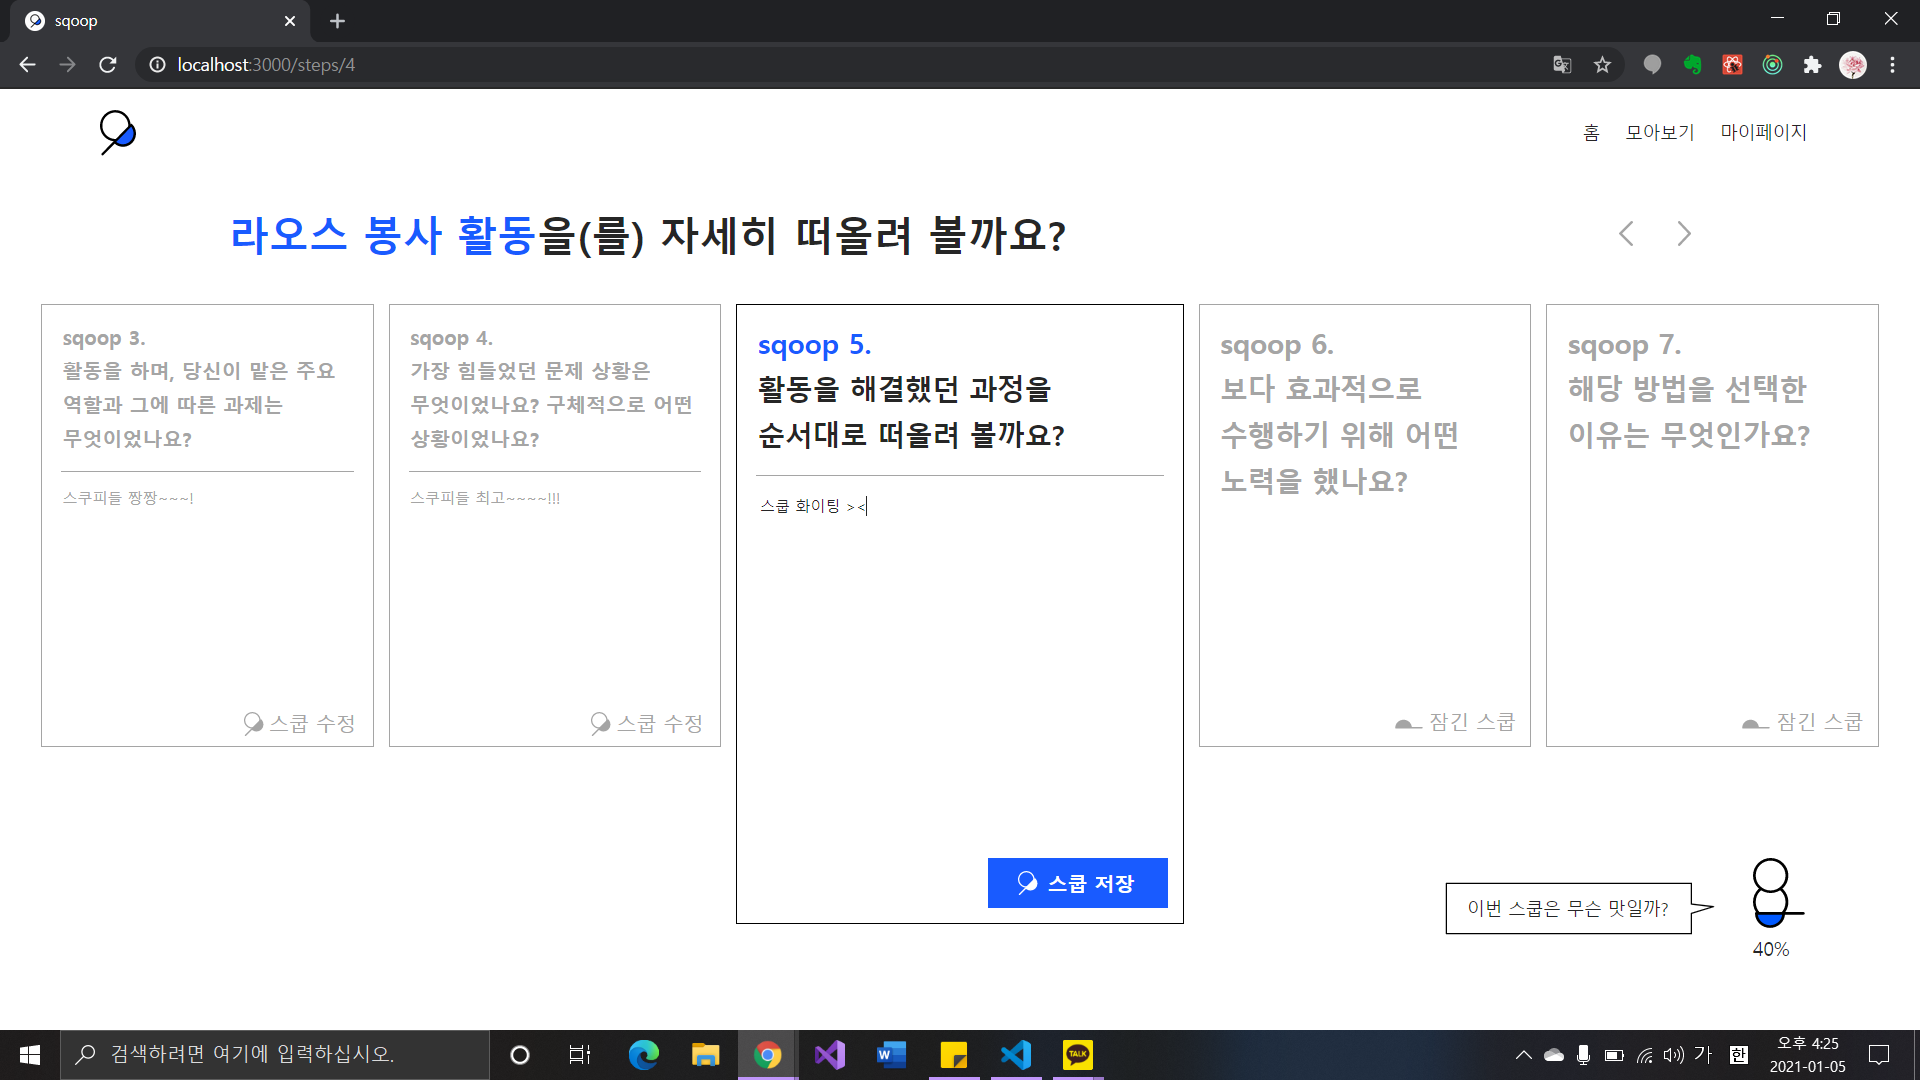 sqoop
localhost:3000/steps/4
홈 모아보기 마이페이지
라오스 봉사 활동을(를) 자세히 떠올려 볼까요?
sqoop 3.
활동을 하며, 당신이 맡은 주요
역할과 그에 따른 과제는
무엇이었나요?
스쿠피들 짱짱~~~!
스쿱 수정
sqoop 4.
가장 힘들었던 문제 상황은
무엇이었나요? 구체적으로 어떤
상황이었나요?
스쿠피들 최고~~~~!!!
스쿱 수정
sqoop 5.
활동을 해결했던 과정을
순서대로 떠올려 볼까요?
스쿱 화이팅 ><
스쿱 저장
sqoop 6.
보다 효과적으로
수행하기 위해 어떤
노력을 했나요?
잠긴 스쿱
sqoop 7.
해당 방법을 선택한
이유는 무엇인가요?
잠긴 스쿱
이번 스쿱은 무슨 맛일까?
40%
검색하려면 여기에 입력하십시오.
TALK
가
한
오후 4:25
2021-01-05